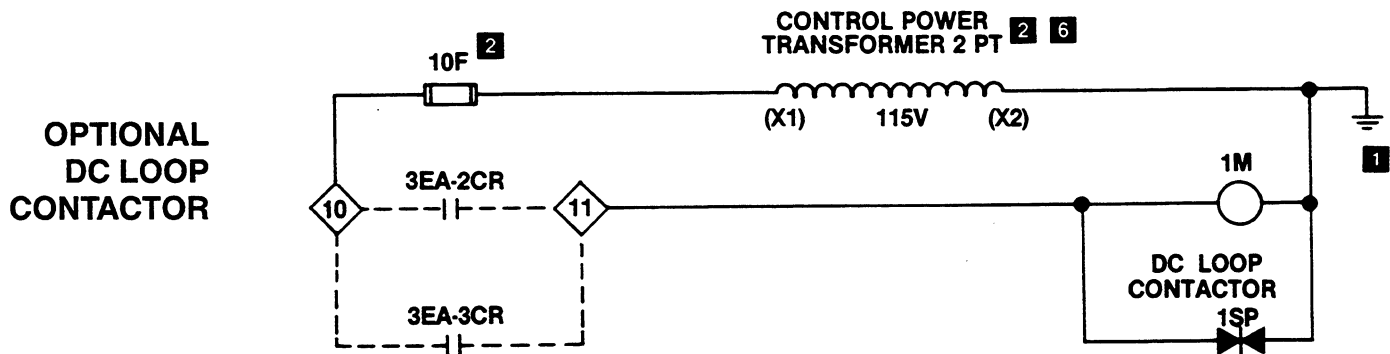 CONTROL POWER
TRANSFORMER 2 PT 2 6
10F 2
(X1) 115V (X2)
OPTIONAL
DC LOOP
CONTACTOR
1
1M
3EA-2CR
10
11
DC LOOP
CONTACTOR
1SP
3EA-3CR